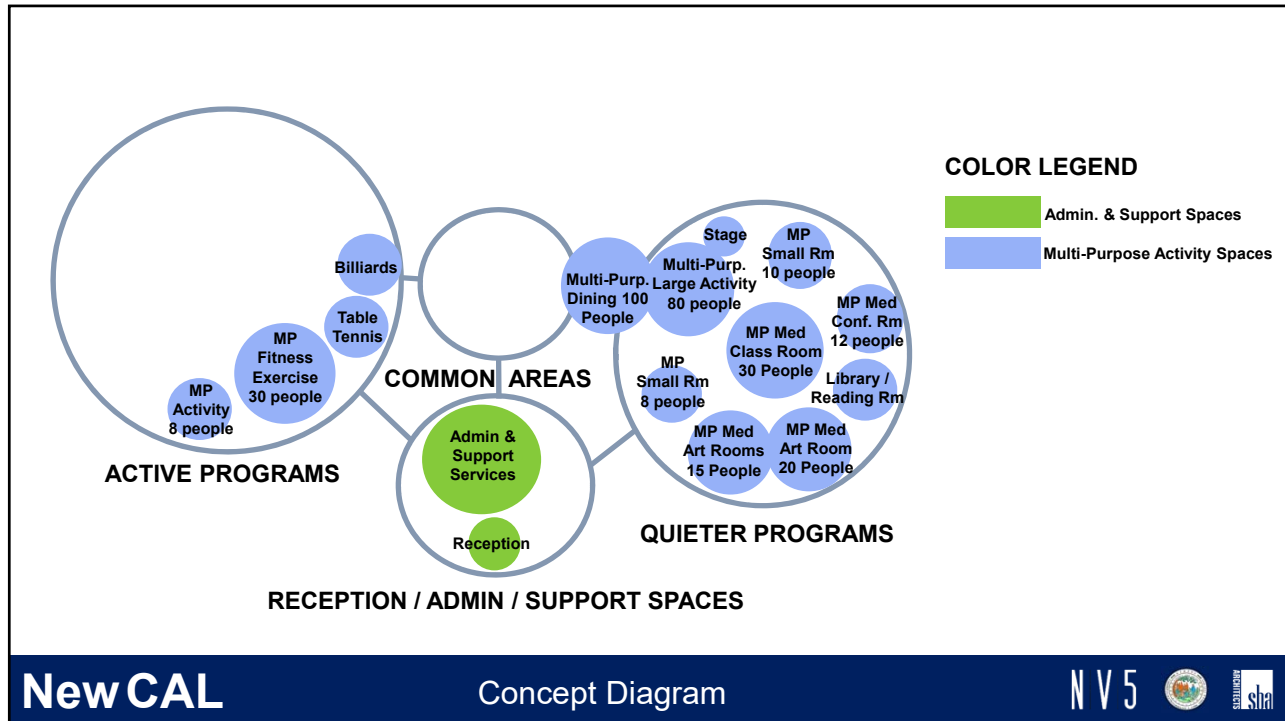 COLOR LEGEND
Admin. & Support Spaces
Multi-Purpose Activity Spaces
Billiards
Table
Tennis
MP
Fitness
Exercise
30 people
MP
Activity
8 people
ACTIVE PROGRAMS
COMMON AREAS
Multi-Purp.
Dining 100
People
Stage
Multi-Purp.
Large Activity
80 people
MP
Small Rm
10 people
MP Med
Conf. Rm
12 people
MP Med
Class Room
30 People
MP
Small Rm
8 people
Library /
Reading Rm
MP Med
Art Rooms
15 People
MP Med
Art Room
20 People
QUIETER PROGRAMS
Admin &
Support
Services
Reception
RECEPTION / ADMIN / SUPPORT SPACES
New CAL
Concept Diagram
NV5
ARCHITECTS
sha